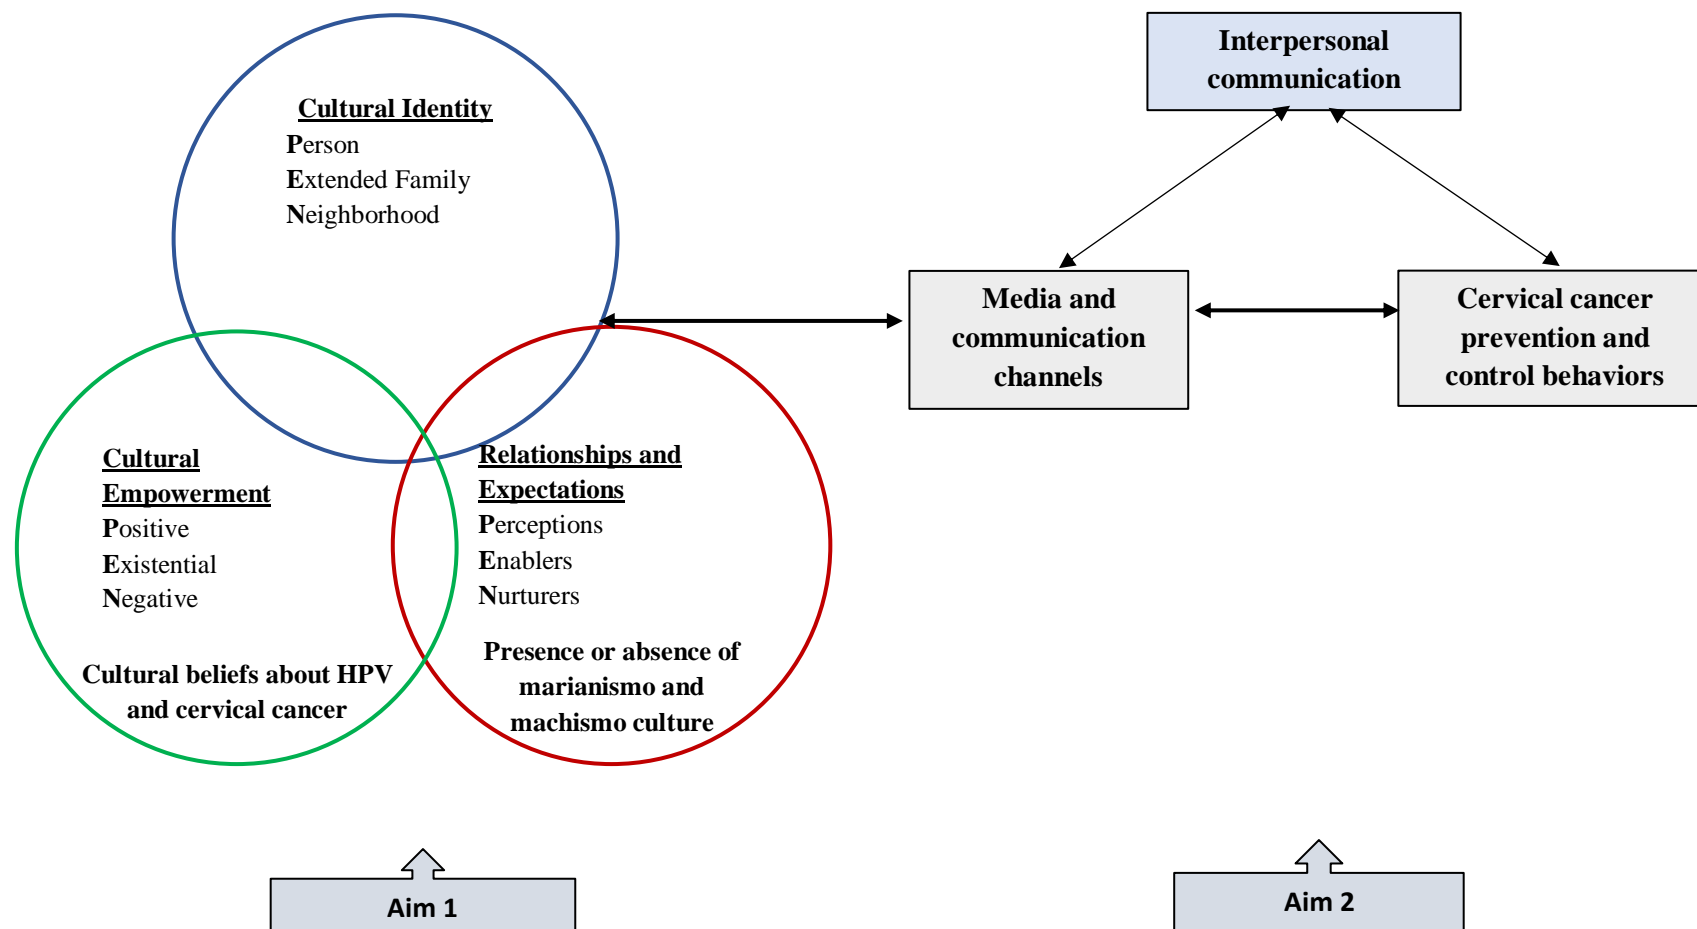 Cultural Identity
Person
Extended Family
Neighborhood
Cultural
Empowerment
Positive
Existential
Negative
Cultural beliefs about HPV
and cervical cancer
Relationships and
Expectations
Perceptions
Enablers
Nurturers
Presence or absence of
marianismo and
machismo culture
Interpersonal
communication
Media and
communication
channels
Cervical cancer
prevention and
control behaviors
Aim 1
Aim 2